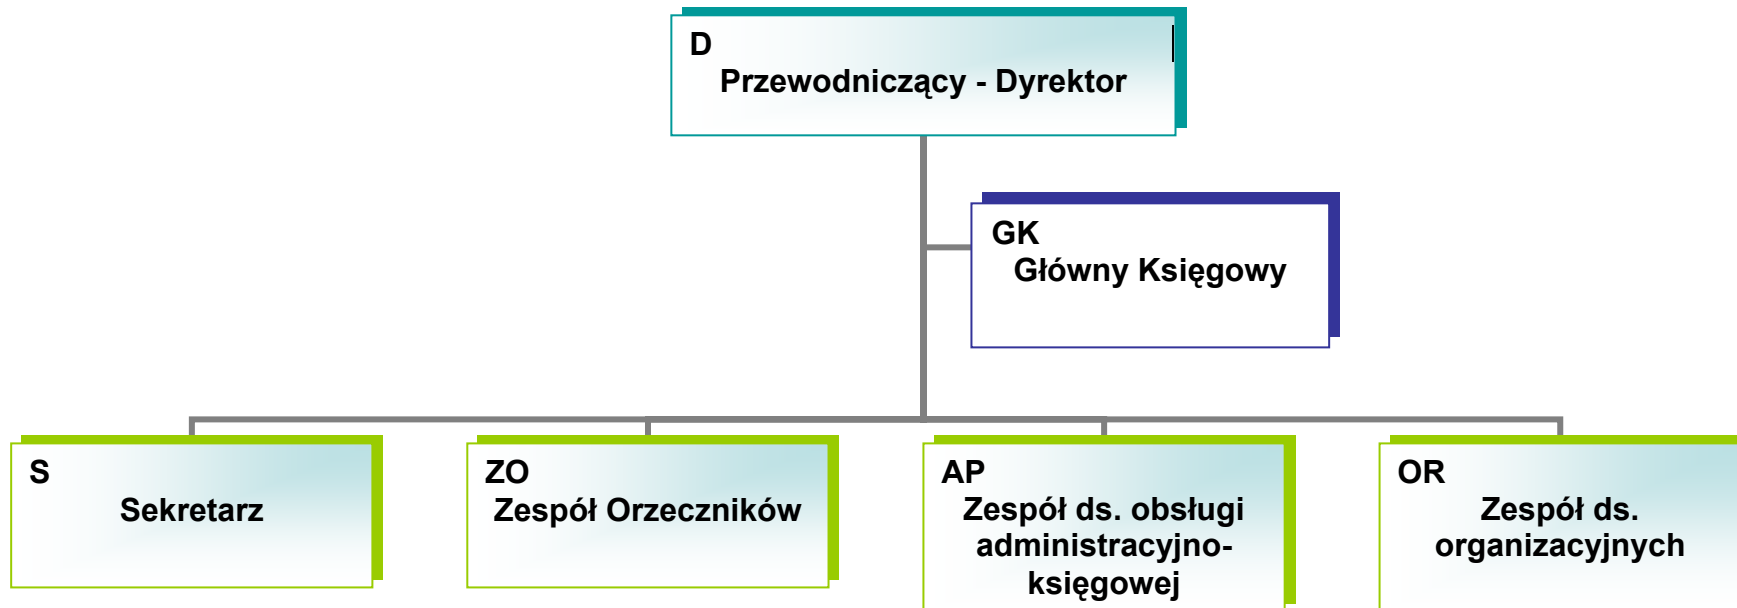 D
Przewodniczący - Dyrektor
GK
Główny Księgowy
S
Sekretarz
ZO
Zespół Orzeczników
AP
Zespół ds. obsługi
administracyjno-
księgowej
OR
Zespół ds.
organizacyjnych